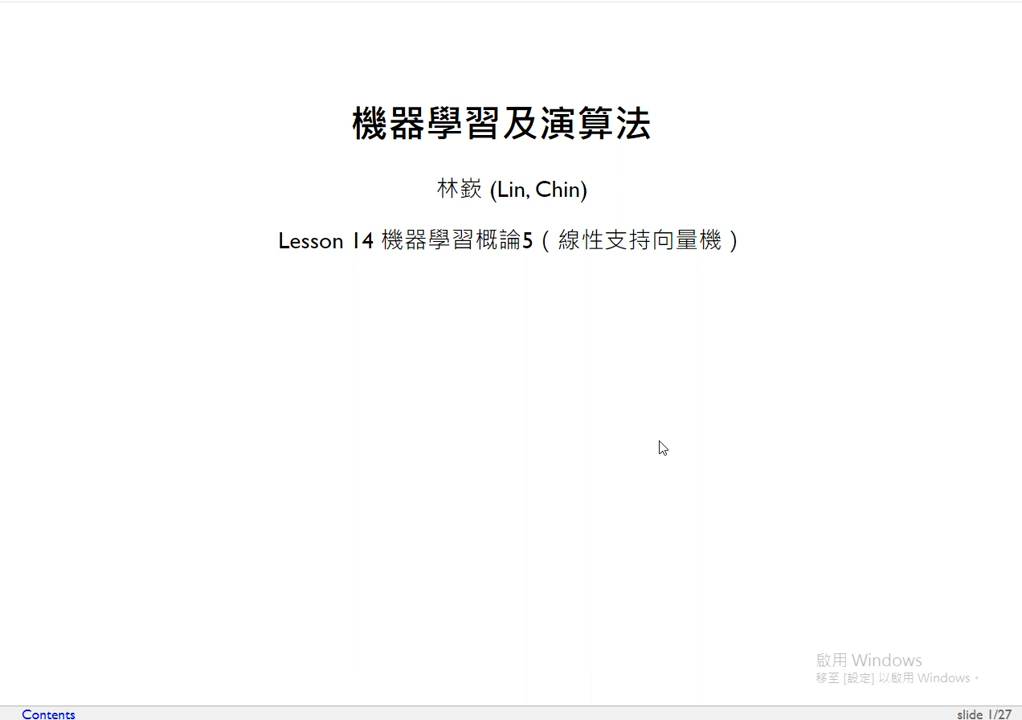 機器學習及演算法
林嶔 (Lin, Chin)
Lesson 14 機器學習概論5（線性支持向量機）
啟用 Windows
移至 [設定] 以啟用 Windows。
Contents
slide 1/27